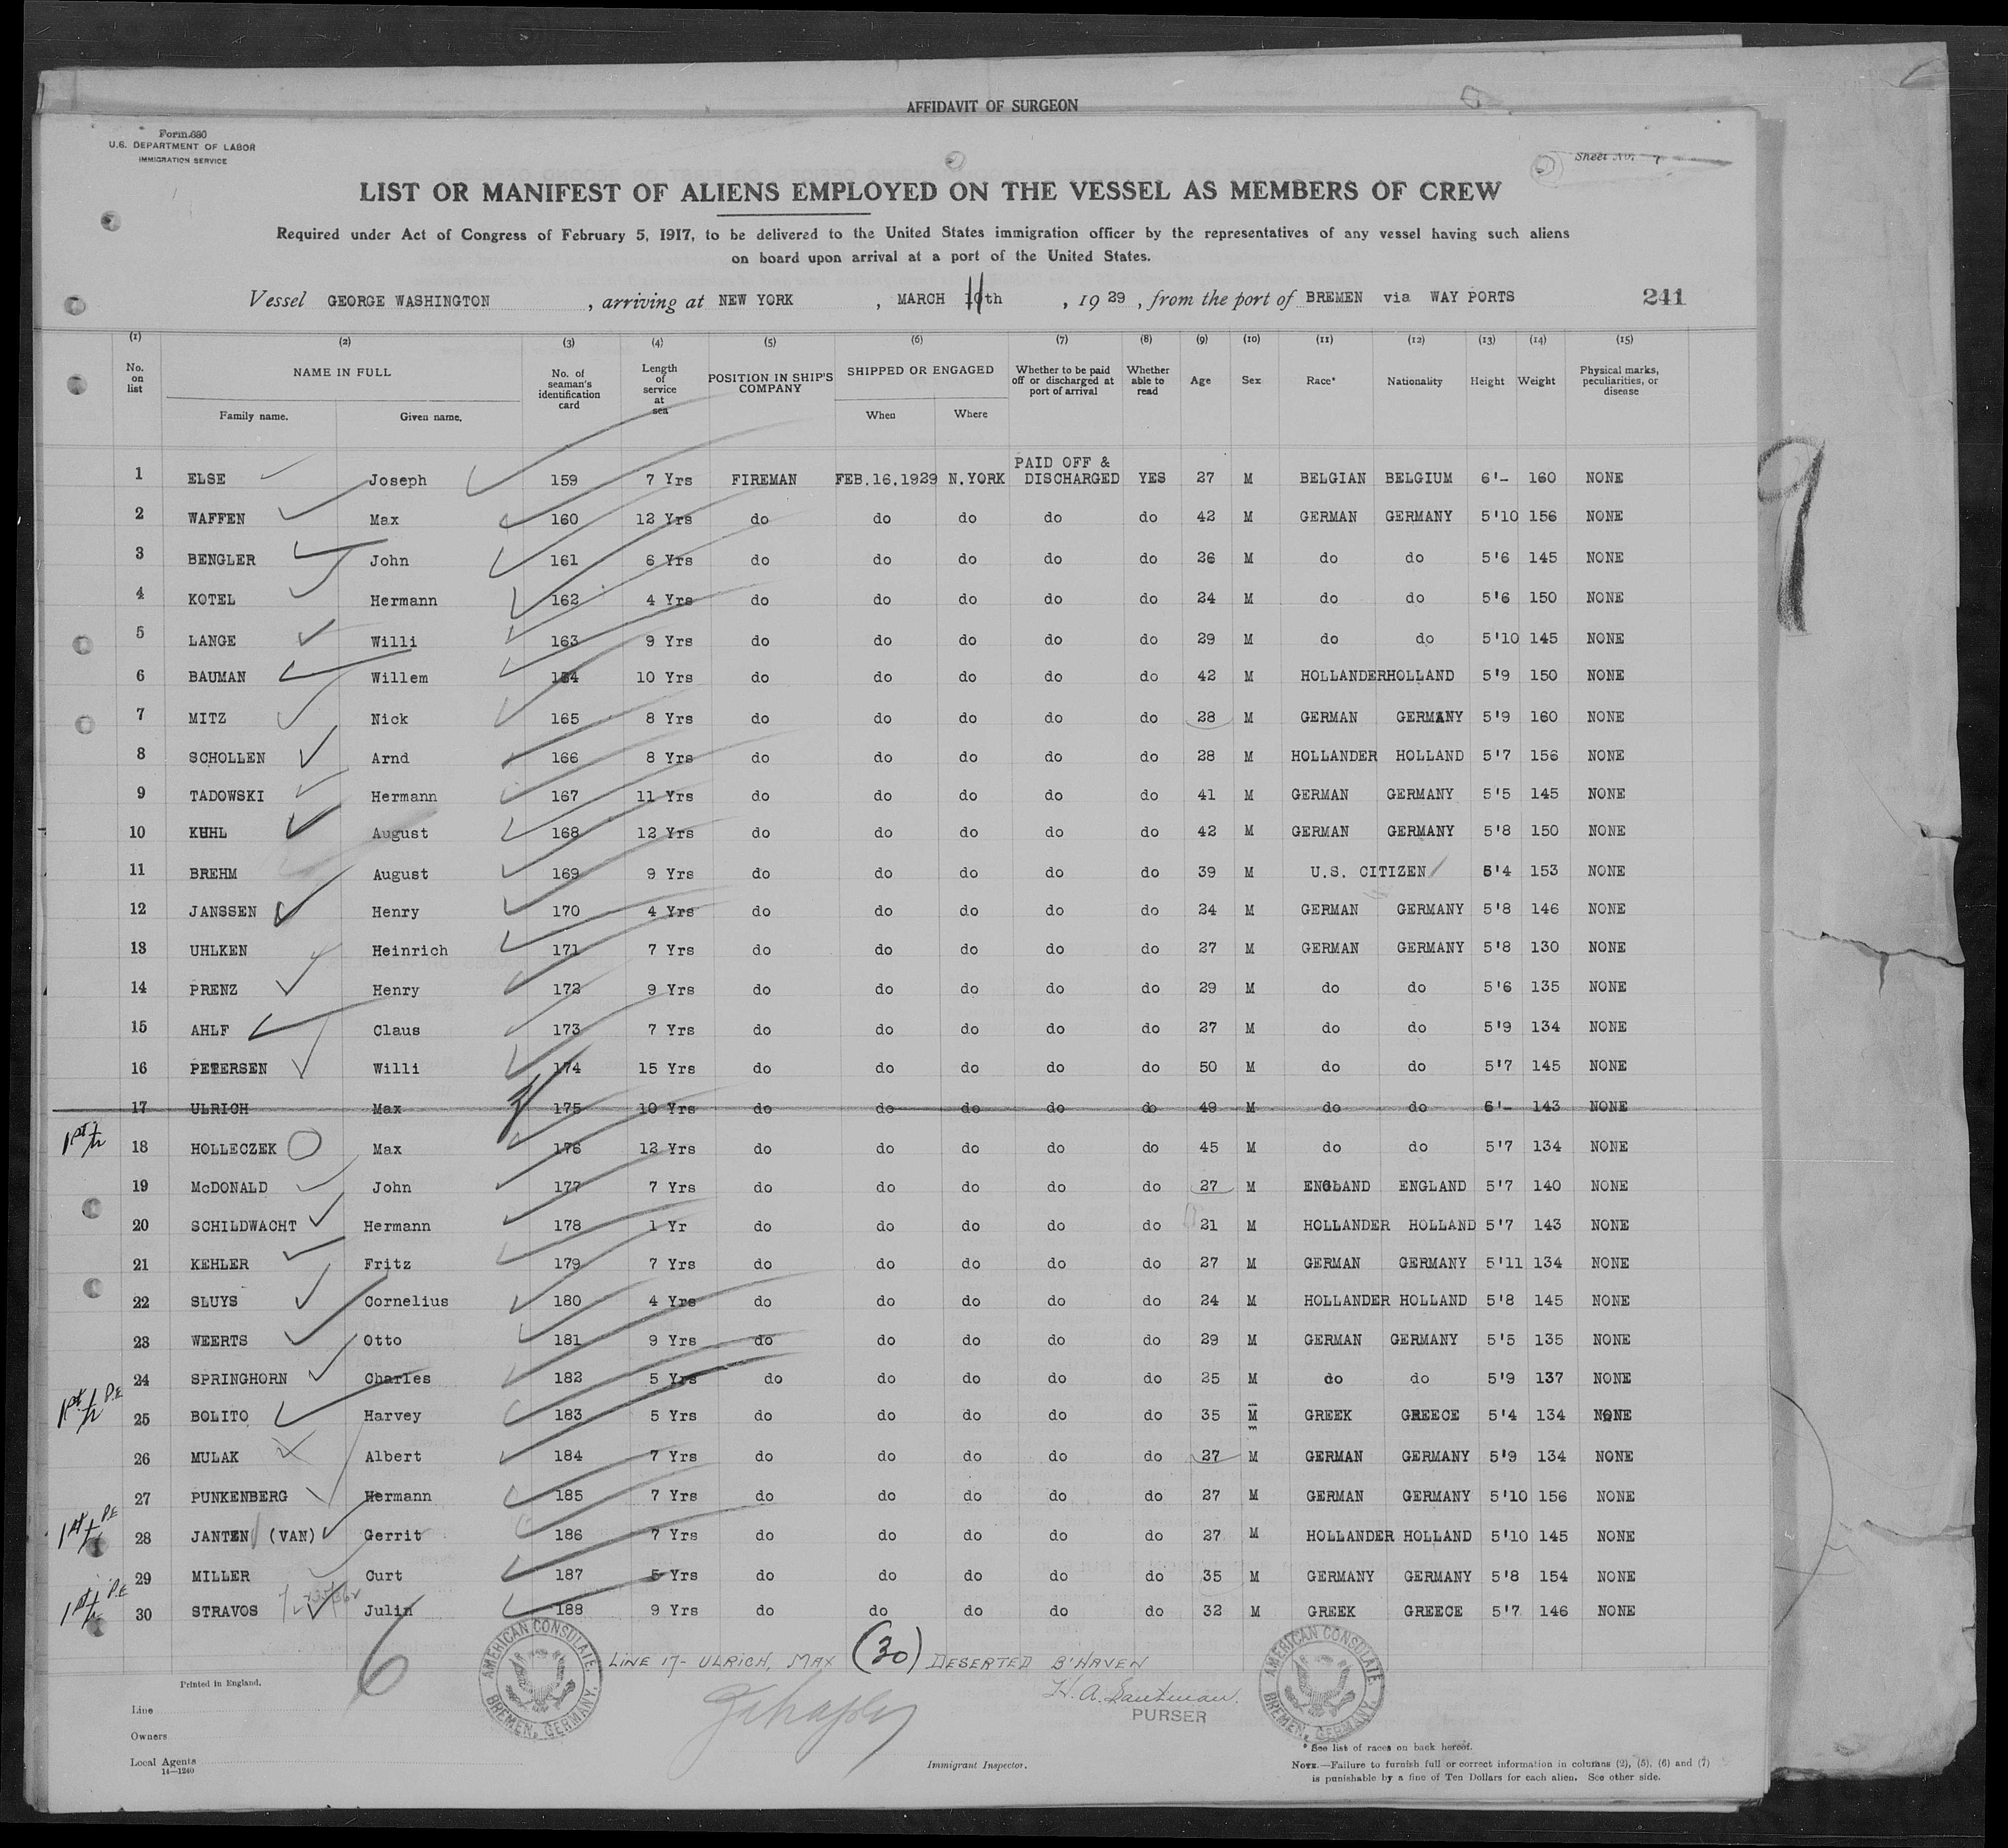 AFFIDAVIT OF SURGEON
Form 680
U.S. DEPARTMENT OF LABOR
IMMIGRATION SERVICE
Sheet No. 7
LIST OR MANIFEST OF ALIENS EMPLOYED ON THE VESSEL AS MEMBERS OF CREW
Required under Act of Congress of February 5, 1917, to be delivered to the United States immigration officer by the representatives of any vessel having such aliens
on board upon arrival at a port of the United States.
Vessel GEORGE WASHINGTON , arriving at NEW YORK , MARCH 11th , 19 29 , from the port of BREMEN via WAY PORTS 241
(1) (2) (3) (4) (5) (6) (7) (8) (9) (10) (11) (12) (13) (14) (15)
No. on list NAME IN FULL Family name. Given name. No. of seaman's identification card Length of service at sea POSITION IN SHIP'S COMPANY SHIPPED OR ENGAGED When Where Whether to be paid off or discharged at port of arrival Whether able to read Age Sex Race* Nationality Height Weight Physical marks, peculiarities, or disease
1 ELSE Joseph 159 7 Yrs FIREMAN FEB.16.1929 N.YORK PAID OFF & DISCHARGED YES 27 M BELGIAN BELGIUM 6'- 160 NONE
2 WAFFEN Max 160 12 Yrs do do do do do 42 M GERMAN GERMANY 5'10 156 NONE
3 BENGLER John 161 6 Yrs do do do do do 26 M do do 5'6 145 NONE
4 KOTEL Hermann 162 4 Yrs do do do do do 24 M do do 5'6 150 NONE
5 LANGE Willi 163 9 Yrs do do do do do 29 M do do 5'10 145 NONE
6 BAUMAN Willem 164 10 Yrs do do do do do 42 M HOLLANDER HOLLAND 5'9 150 NONE
7 MITZ Nick 165 8 Yrs do do do do do 28 M GERMAN GERMANY 5'9 160 NONE
8 SCHOLLEN Arnd 166 8 Yrs do do do do do 28 M HOLLANDER HOLLAND 5'7 156 NONE
9 TADOWSKI Hermann 167 11 Yrs do do do do do 41 M GERMAN GERMANY 5'5 145 NONE
10 KUHL August 168 12 Yrs do do do do do 42 M GERMAN GERMANY 5'8 150 NONE
11 BREHM August 169 9 Yrs do do do do do 39 M U.S. CITIZEN 5'4 153 NONE
12 JANSSEN Henry 170 4 Yrs do do do do do 24 M GERMAN GERMANY 5'8 146 NONE
13 UHLKEN Heinrich 171 7 Yrs do do do do do 27 M GERMAN GERMANY 5'8 130 NONE
14 PRENZ Henry 172 9 Yrs do do do do do 29 M do do 5'6 135 NONE
15 AHLF Claus 173 7 Yrs do do do do do 27 M do do 5'9 134 NONE
16 PETERSEN Willi 174 15 Yrs do do do do do 50 M do do 5'7 145 NONE
17 ULRICH Max 175 10 Yrs do do do do do 49 M do do 6'- 143 NONE
18 HOLLECZEK Max 176 12 Yrs do do do do do 45 M do do 5'7 134 NONE
19 McDONALD John 177 7 Yrs do do do do do 27 M ENGLAND ENGLAND 5'7 140 NONE
20 SCHILDWACHT Hermann 178 1 Yr do do do do do 21 M HOLLANDER HOLLAND 5'7 143 NONE
21 KEHLER Fritz 179 7 Yrs do do do do do 27 M GERMAN GERMANY 5'11 134 NONE
22 SLUYS Cornelius 180 4 Yrs do do do do do 24 M HOLLANDER HOLLAND 5'8 145 NONE
23 WEERTS Otto 181 9 Yrs do do do do do 29 M GERMAN GERMANY 5'5 135 NONE
24 SPRINGHORN Charles 182 5 Yrs do do do do do 25 M do do 5'9 137 NONE
25 BOLITO Harvey 183 5 Yrs do do do do do 35 M GREEK GREECE 5'4 134 NONE
26 MULAK Albert 184 7 Yrs do do do do do 27 M GERMAN GERMANY 5'9 134 NONE
27 PUNKENBERG Hermann 185 7 Yrs do do do do do 27 M GERMAN GERMANY 5'10 156 NONE
28 JANTEN (VAN) Gerrit 186 7 Yrs do do do do do 27 M HOLLANDER HOLLAND 5'10 145 NONE
29 MILLER Curt 187 5 Yrs do do do do do 35 M GERMANY GERMANY 5'8 154 NONE
30 STRAVOS Julin 188 9 Yrs do do do do do 32 M GREEK GREECE 5'7 146 NONE
LINE 17- ULRICH, MAX (30) DESERTED B'HAVEN
AMERICAN CONSULATE, BREMEN, GERMANY.
AMERICAN CONSULATE BREMEN, GERMANY
6
9
Printed in England.
H. A. Sautman.
PURSER
Line
Owners
Local Agents
14—1240
Immigrant Inspector.
* See list of races on back hereof.
NOTE.—Failure to furnish full or correct information in columns (2), (5), (6) and (7)
is punishable by a fine of Ten Dollars for each alien. See other side.